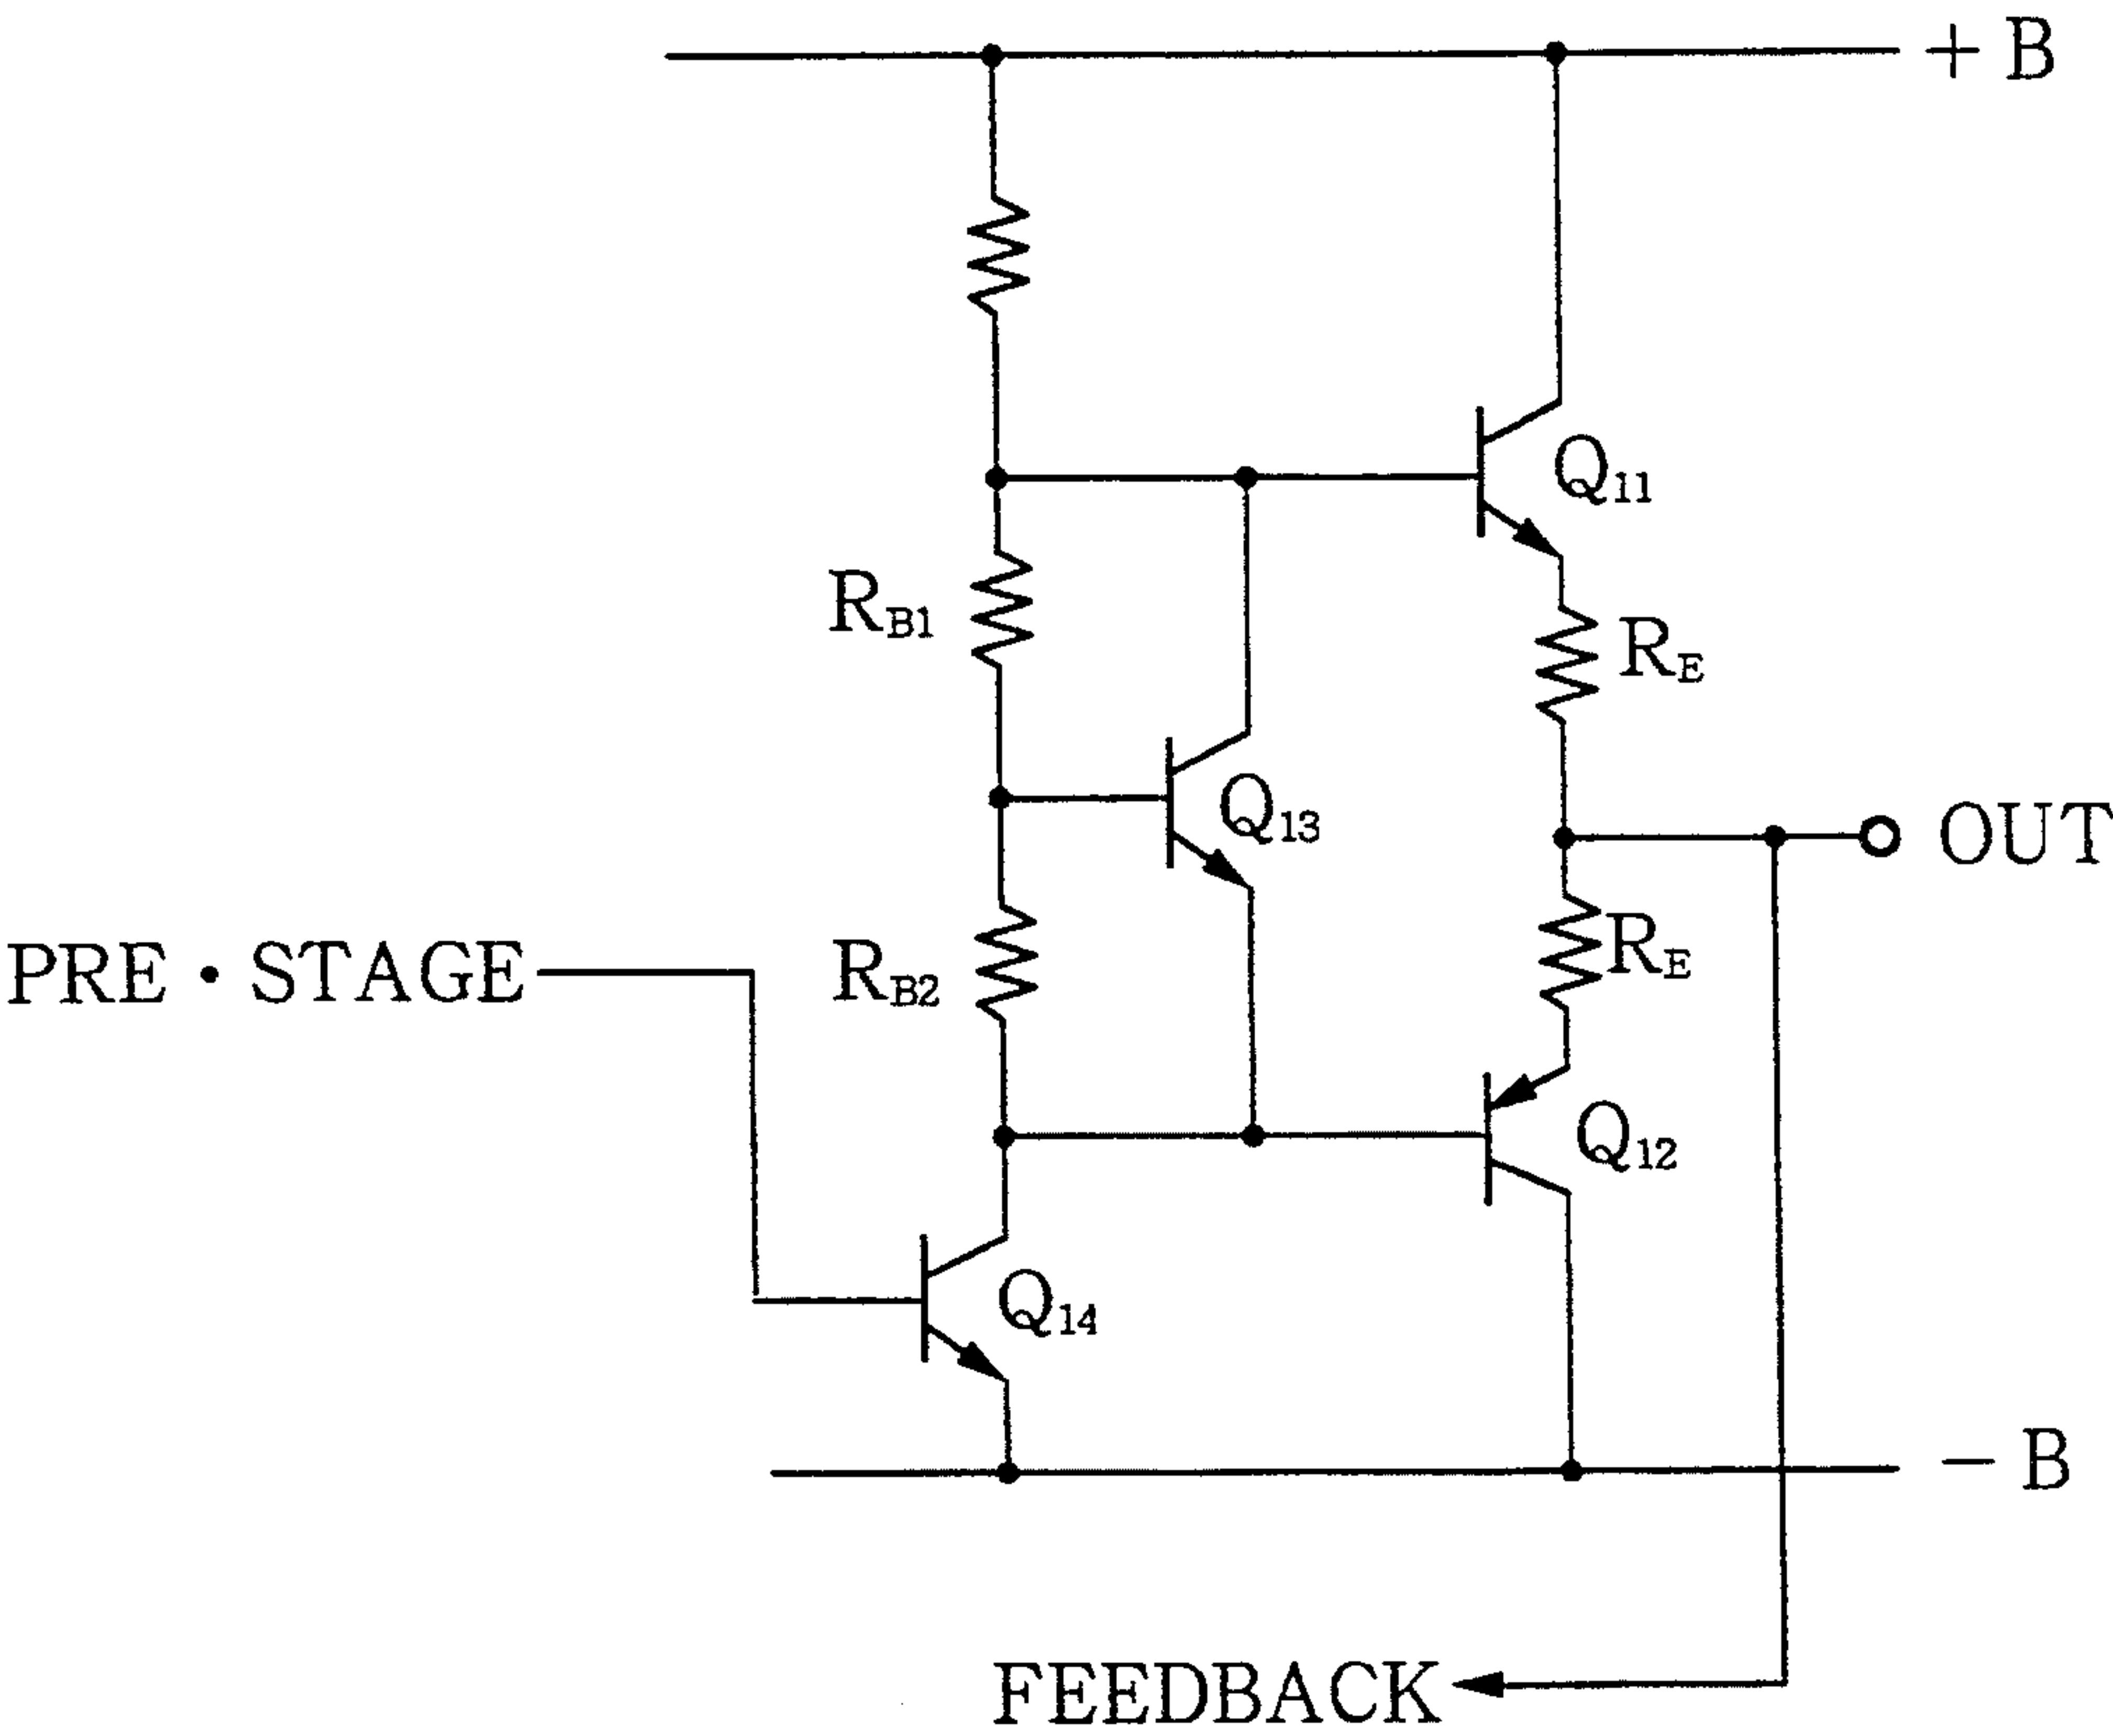 + B
Q11
RB1
RE
Q13
OUT
PRE・STAGE
RB2
RE
Q12
Q14
− B
FEEDBACK